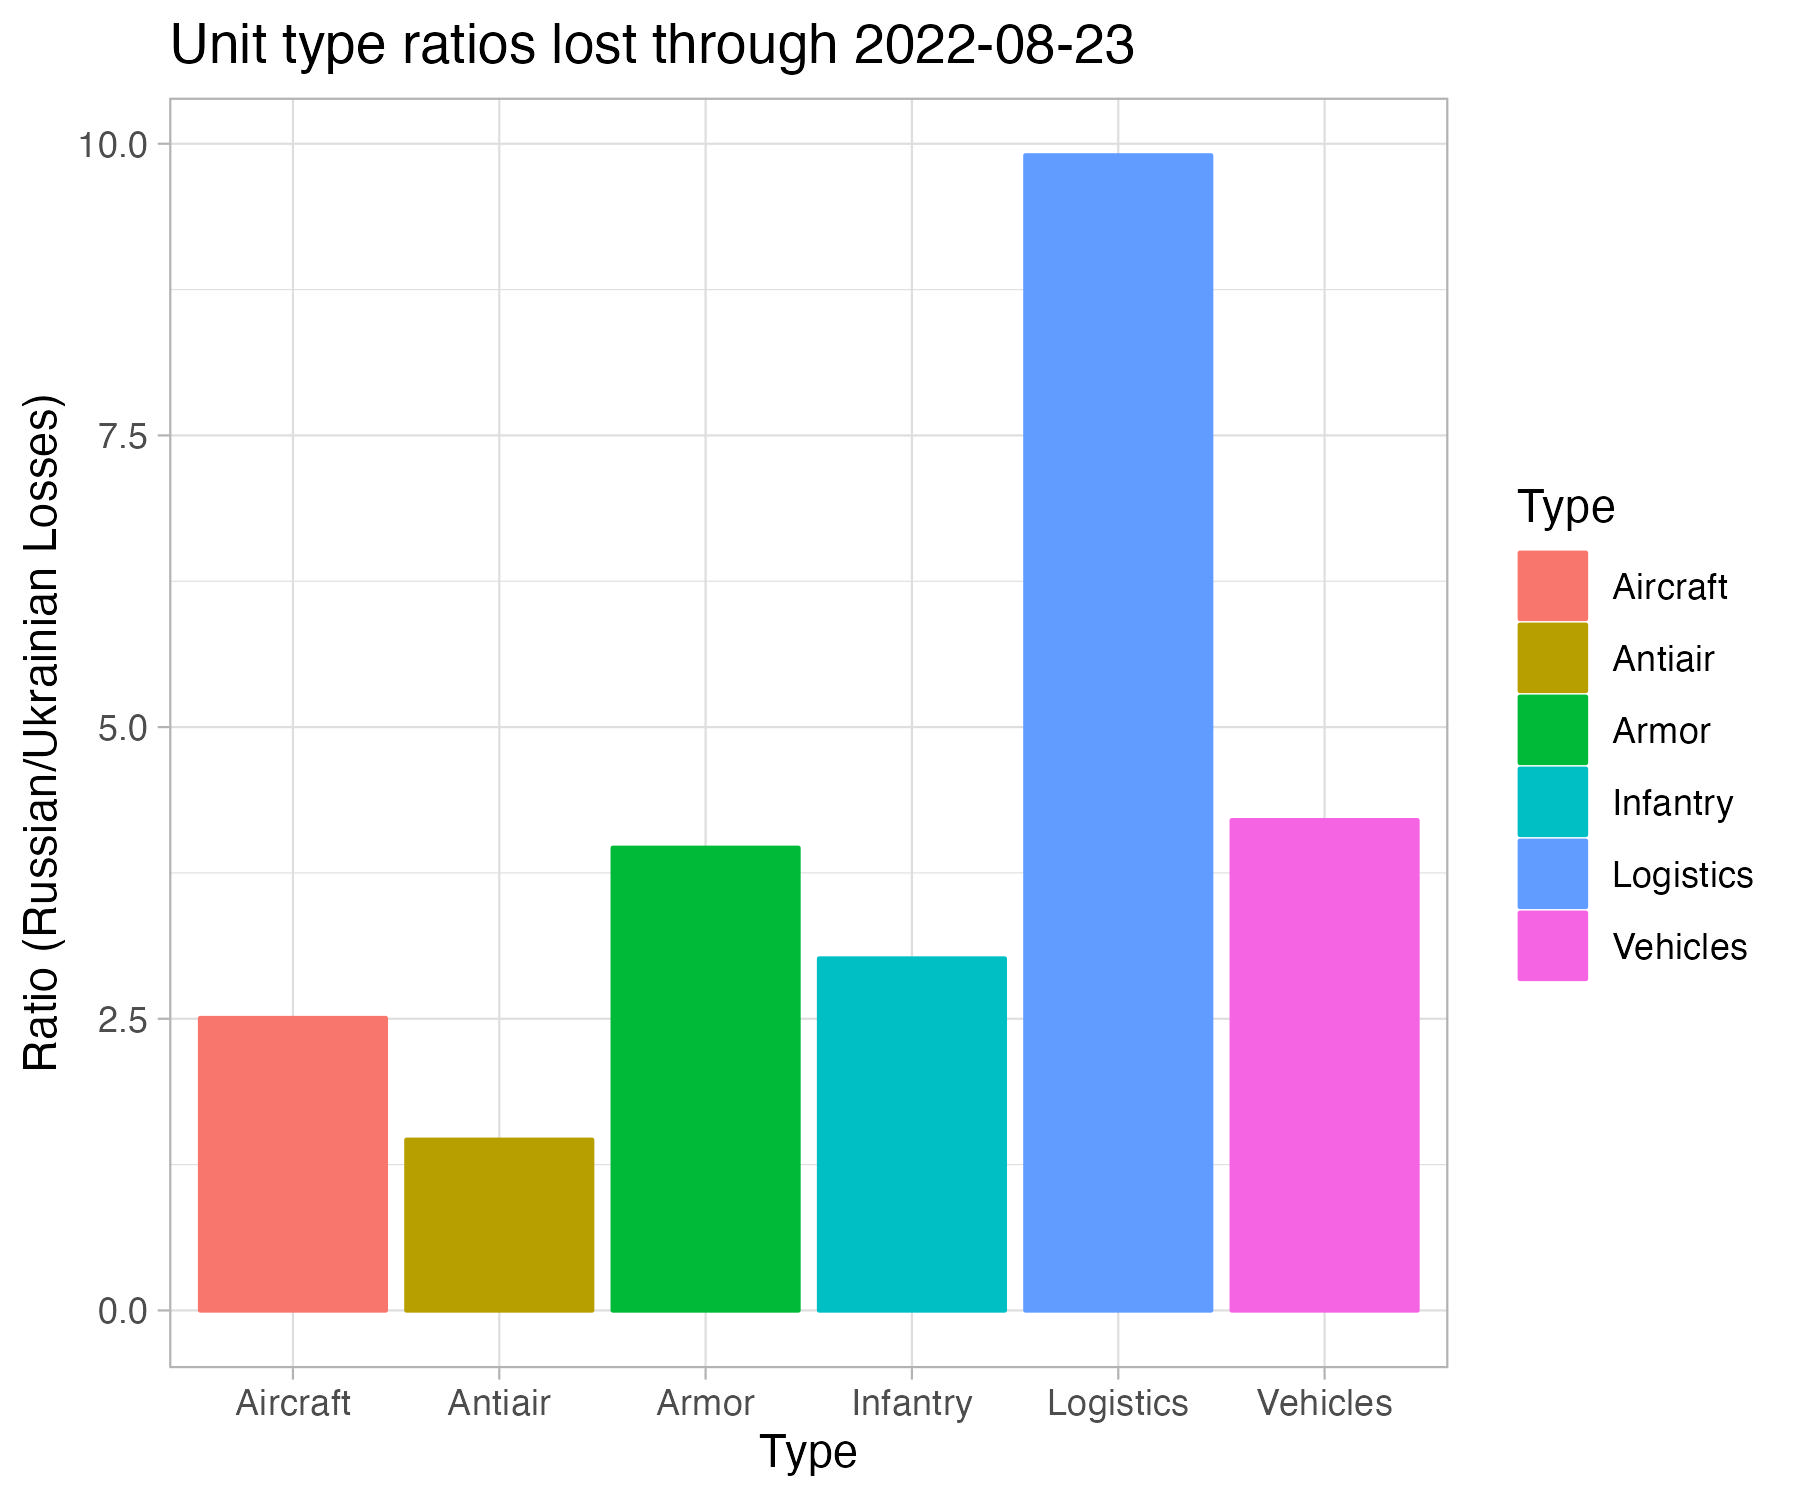 Unit type ratios lost through 2022-08-23
Ratio (Russian/Ukrainian Losses)
10.0
7.5
5.0
2.5
0.0
Aircraft
Antiair
Armor
Infantry
Logistics
Vehicles
Type
Type
Aircraft
Antiair
Armor
Infantry
Logistics
Vehicles